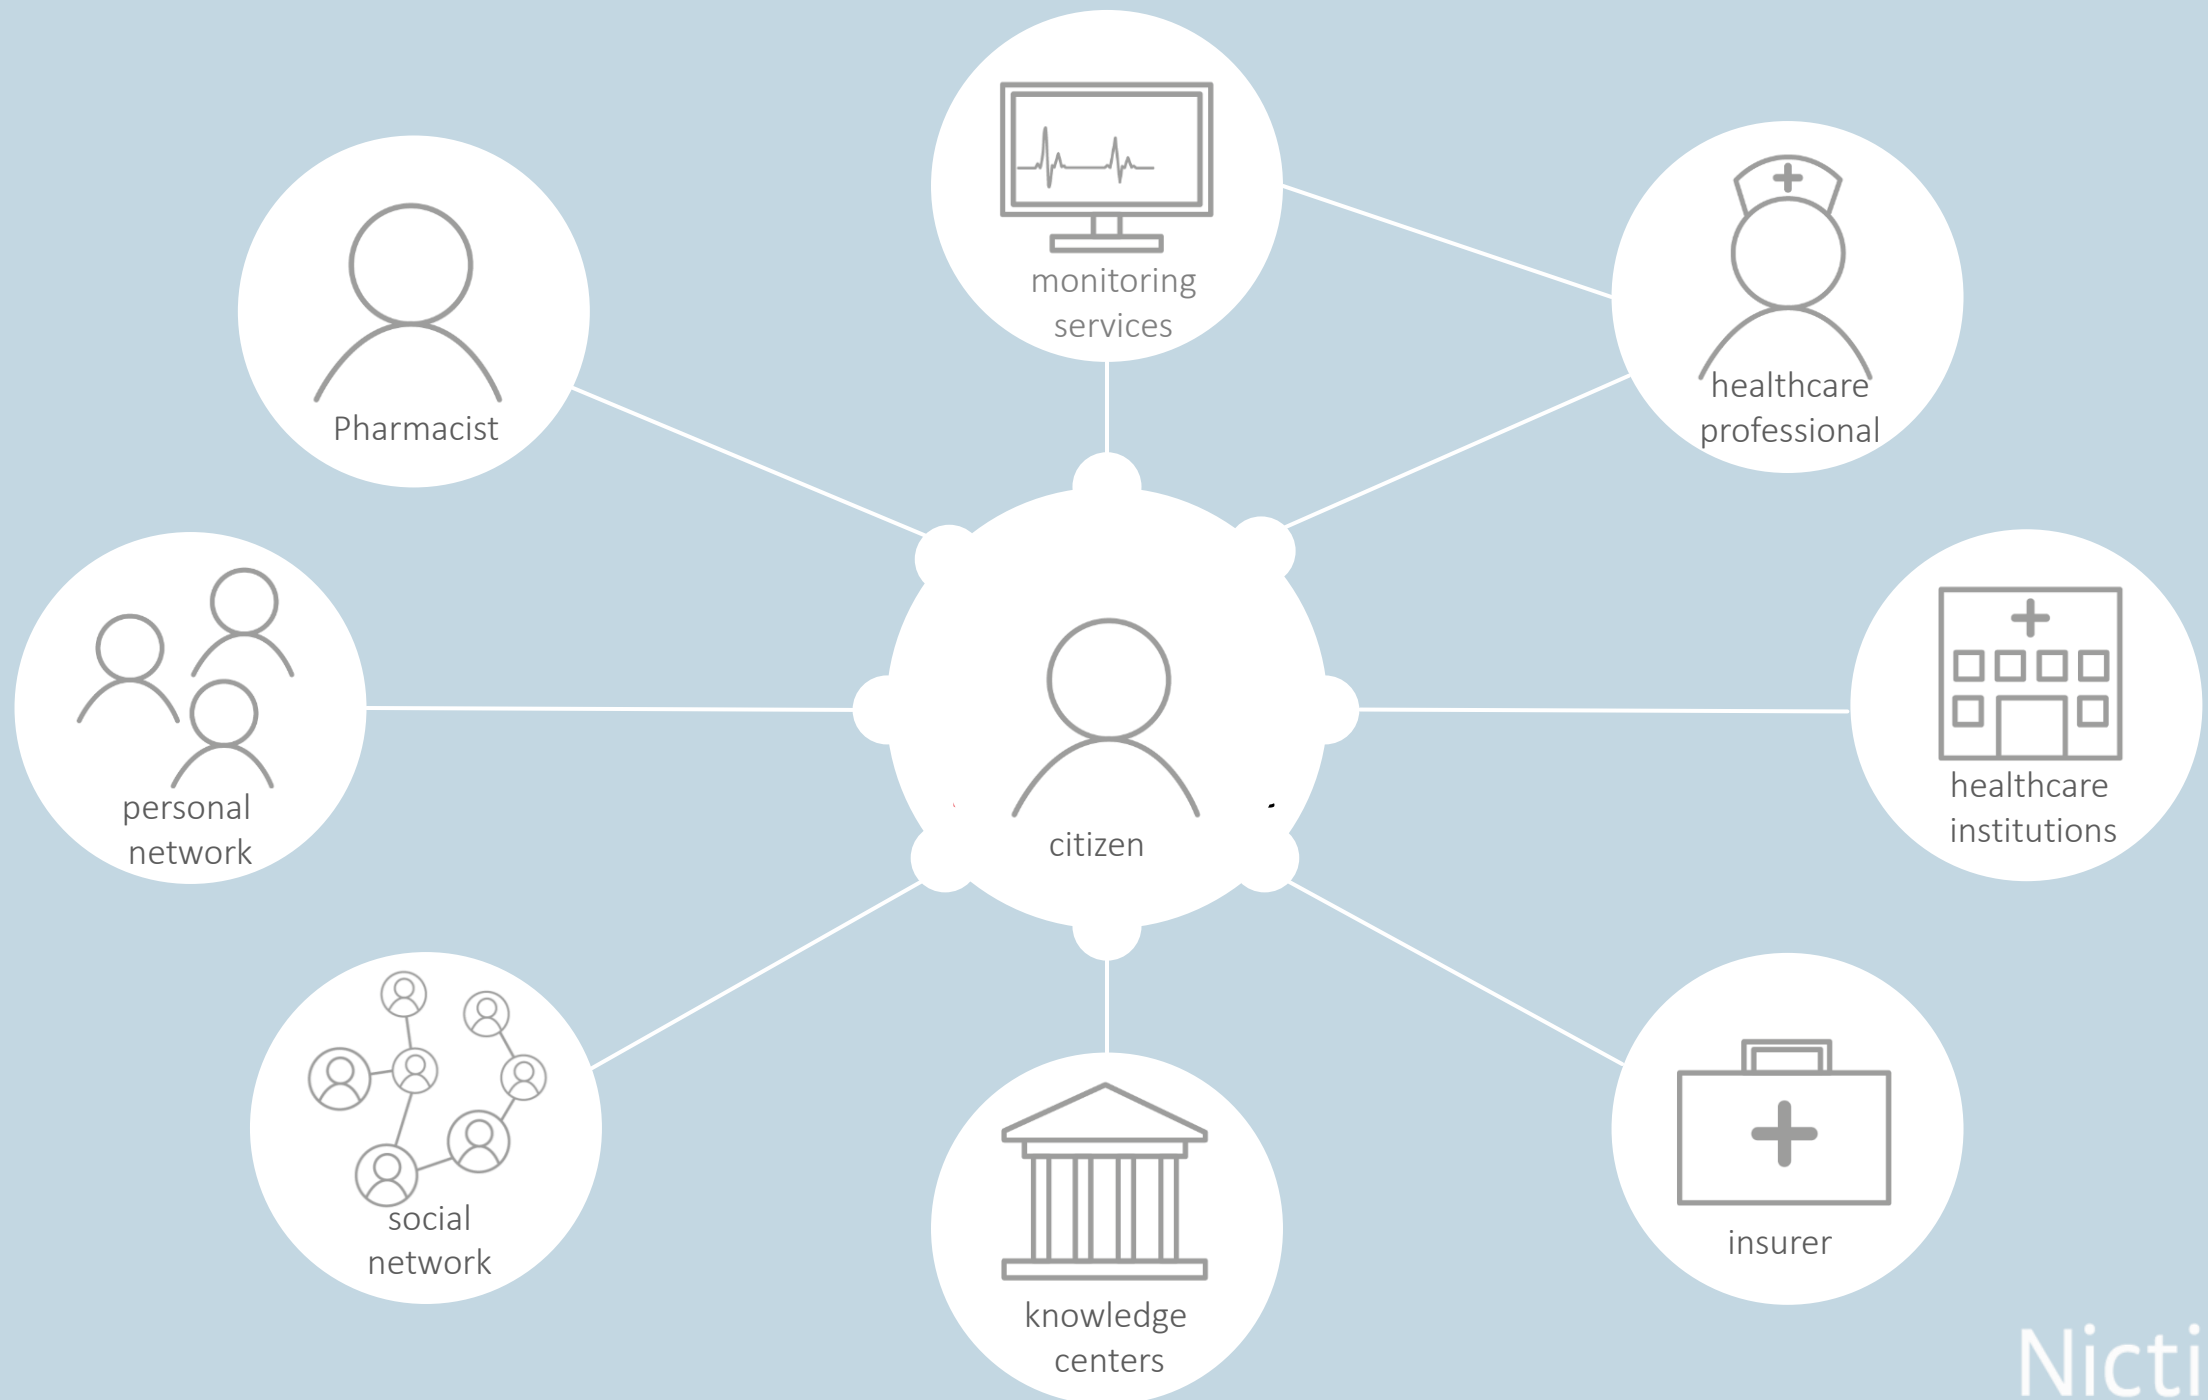 monitoring
services
Pharmacist
healthcare
professional
personal
network
citizen
healthcare
institutions
social
network
knowledge
centers
insurer
Nicti